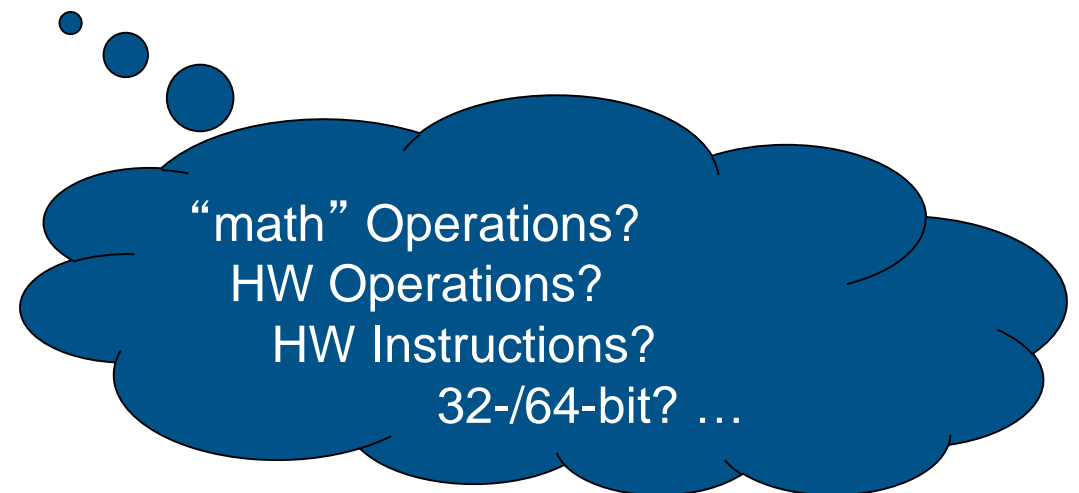 “math” Operations?
HW Operations?
HW Instructions?
32-/64-bit? …